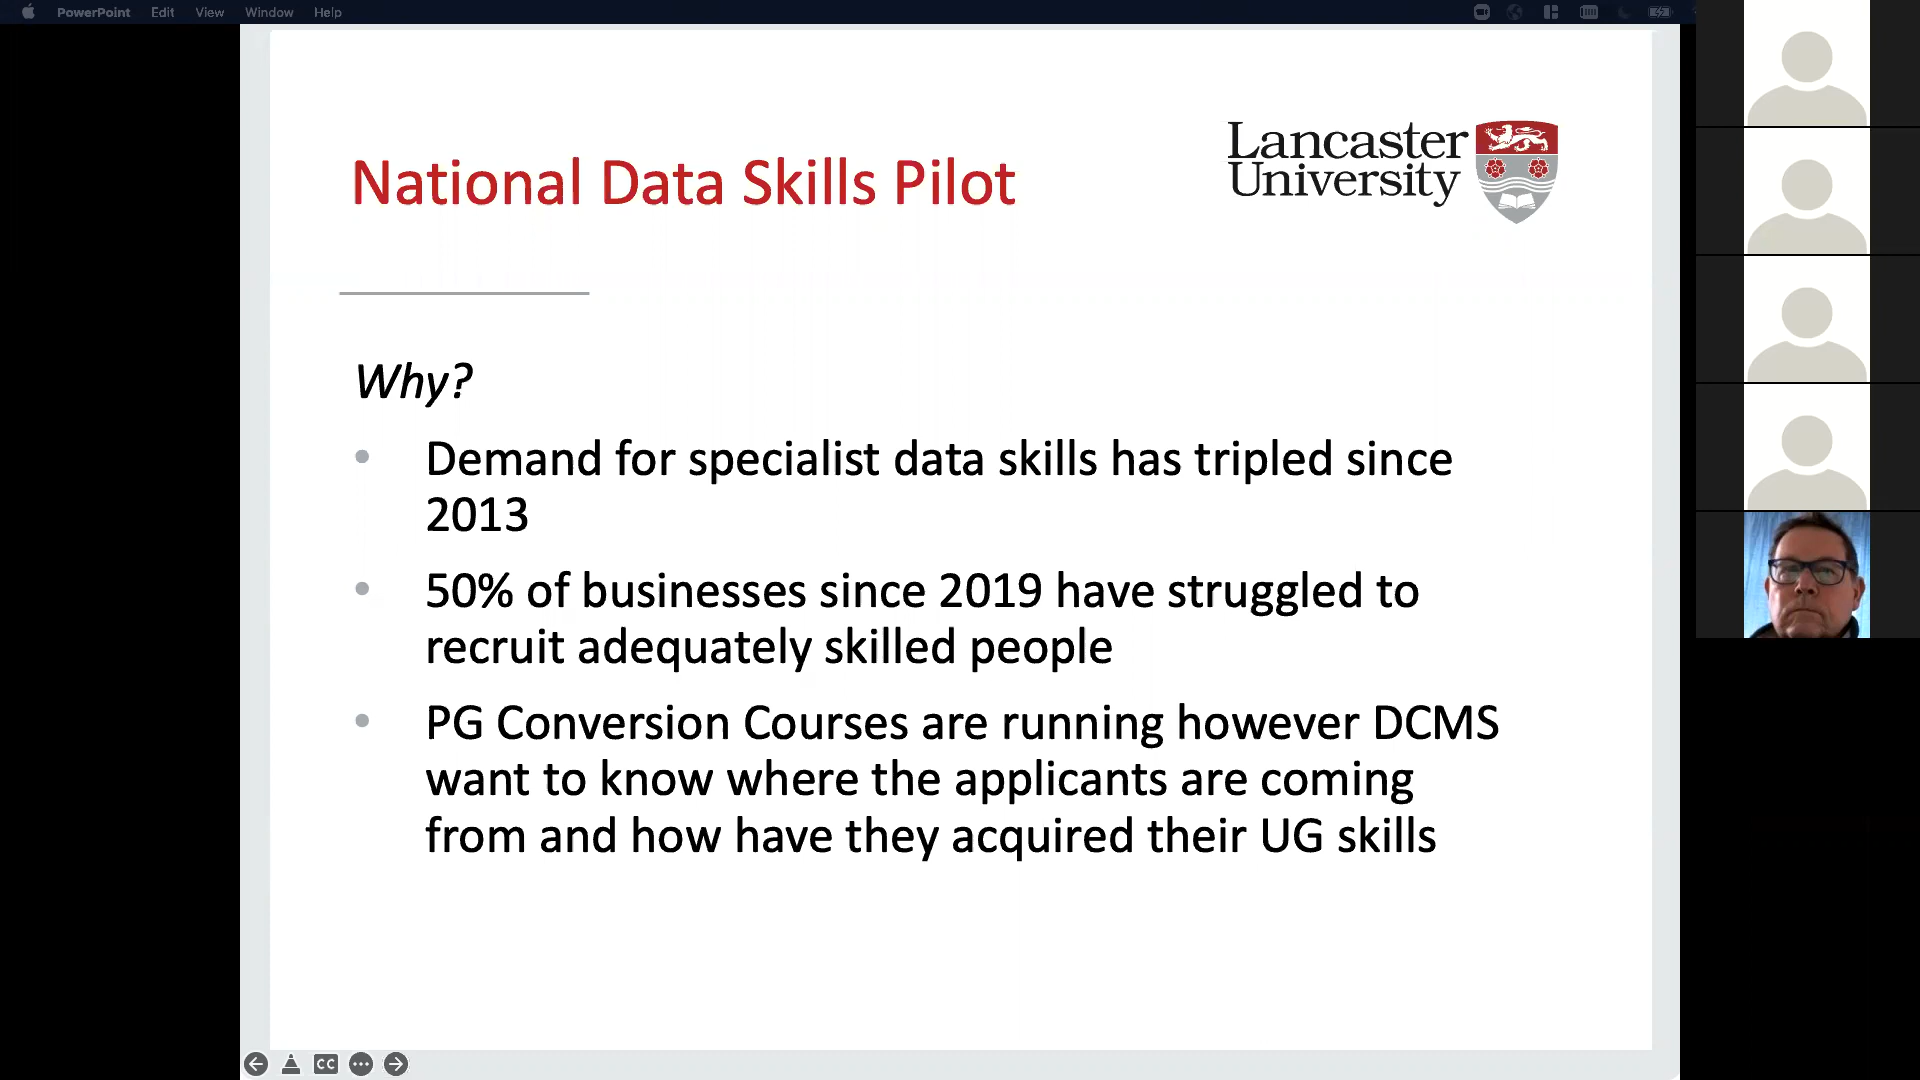 PowerPoint Edit View Window Help
National Data Skills Pilot
Lancaster
University
Why?
• Demand for specialist data skills has tripled since
2013
• 50% of businesses since 2019 have struggled to
recruit adequately skilled people
• PG Conversion Courses are running however DCMS
want to know where the applicants are coming
from and how have they acquired their UG skills
CC